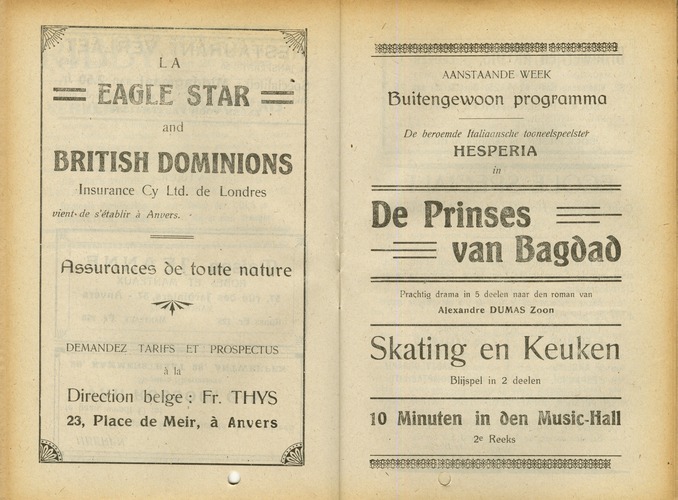 LA
EAGLE STAR
and
BRITISH DOMINIONS
Insurance Cy Ltd. de Londres
vient de s'établir à Anvers.
Assurances de toute nature
DEMANDEZ TARIFS ET PROSPECTUS
à la
Direction belge : Fr. THYS
23, Place de Meir, à Anvers
AANSTAANDE WEEK
Buitengewoon programma
De beroemde Italiaansche tooneelspeelster
HESPERIA
in
De Prinses
van Bagdad
Prachtig drama in 5 deelen naar den roman van
Alexandre DUMAS Zoon
Skating en Keuken
Blijspel in 2 deelen
10 Minuten in den Music-Hall
2e Reeks